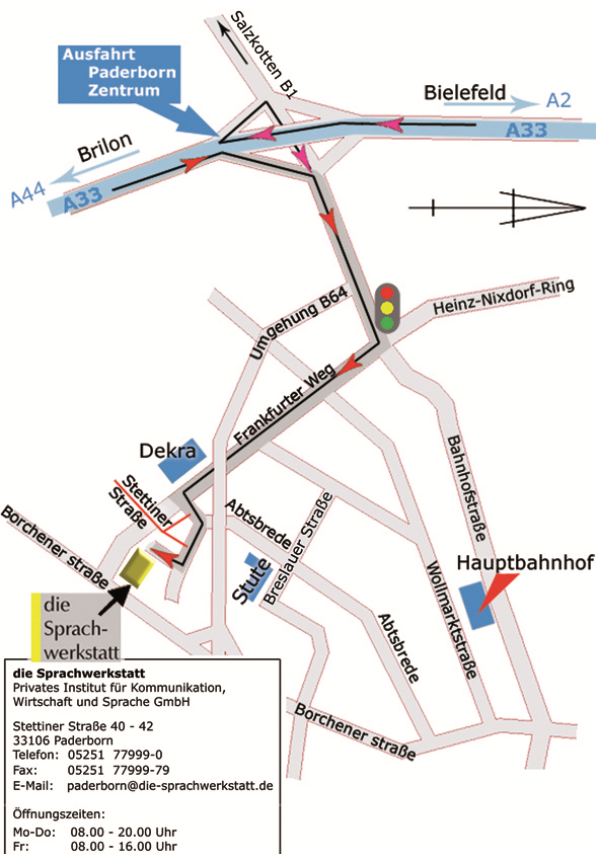 Salzkotten B1
Ausfahrt
Paderborn
Zentrum
Bielefeld
A2
A33
Brilon
A44
A33
Heinz-Nixdorf-Ring
Umgehung B64
Frankfurter Weg
Dekra
Stettiner
Straße
Bahnhofstraße
Abtsbrede
Breslauer Straße
Borchener straße
Stute
Hauptbahnhof
Wollmarktstraße
Abtsbrede
die
Sprach-
werkstatt
Borchener straße
die Sprachwerkstatt
Privates Institut für Kommunikation,
Wirtschaft und Sprache GmbH
Stettiner Straße 40 - 42
33106 Paderborn
Telefon: 05251 77999-0
Fax: 05251 77999-79
E-Mail: paderborn@die-sprachwerkstatt.de
Öffnungszeiten:
Mo-Do: 08.00 - 20.00 Uhr
Fr: 08.00 - 16.00 Uhr